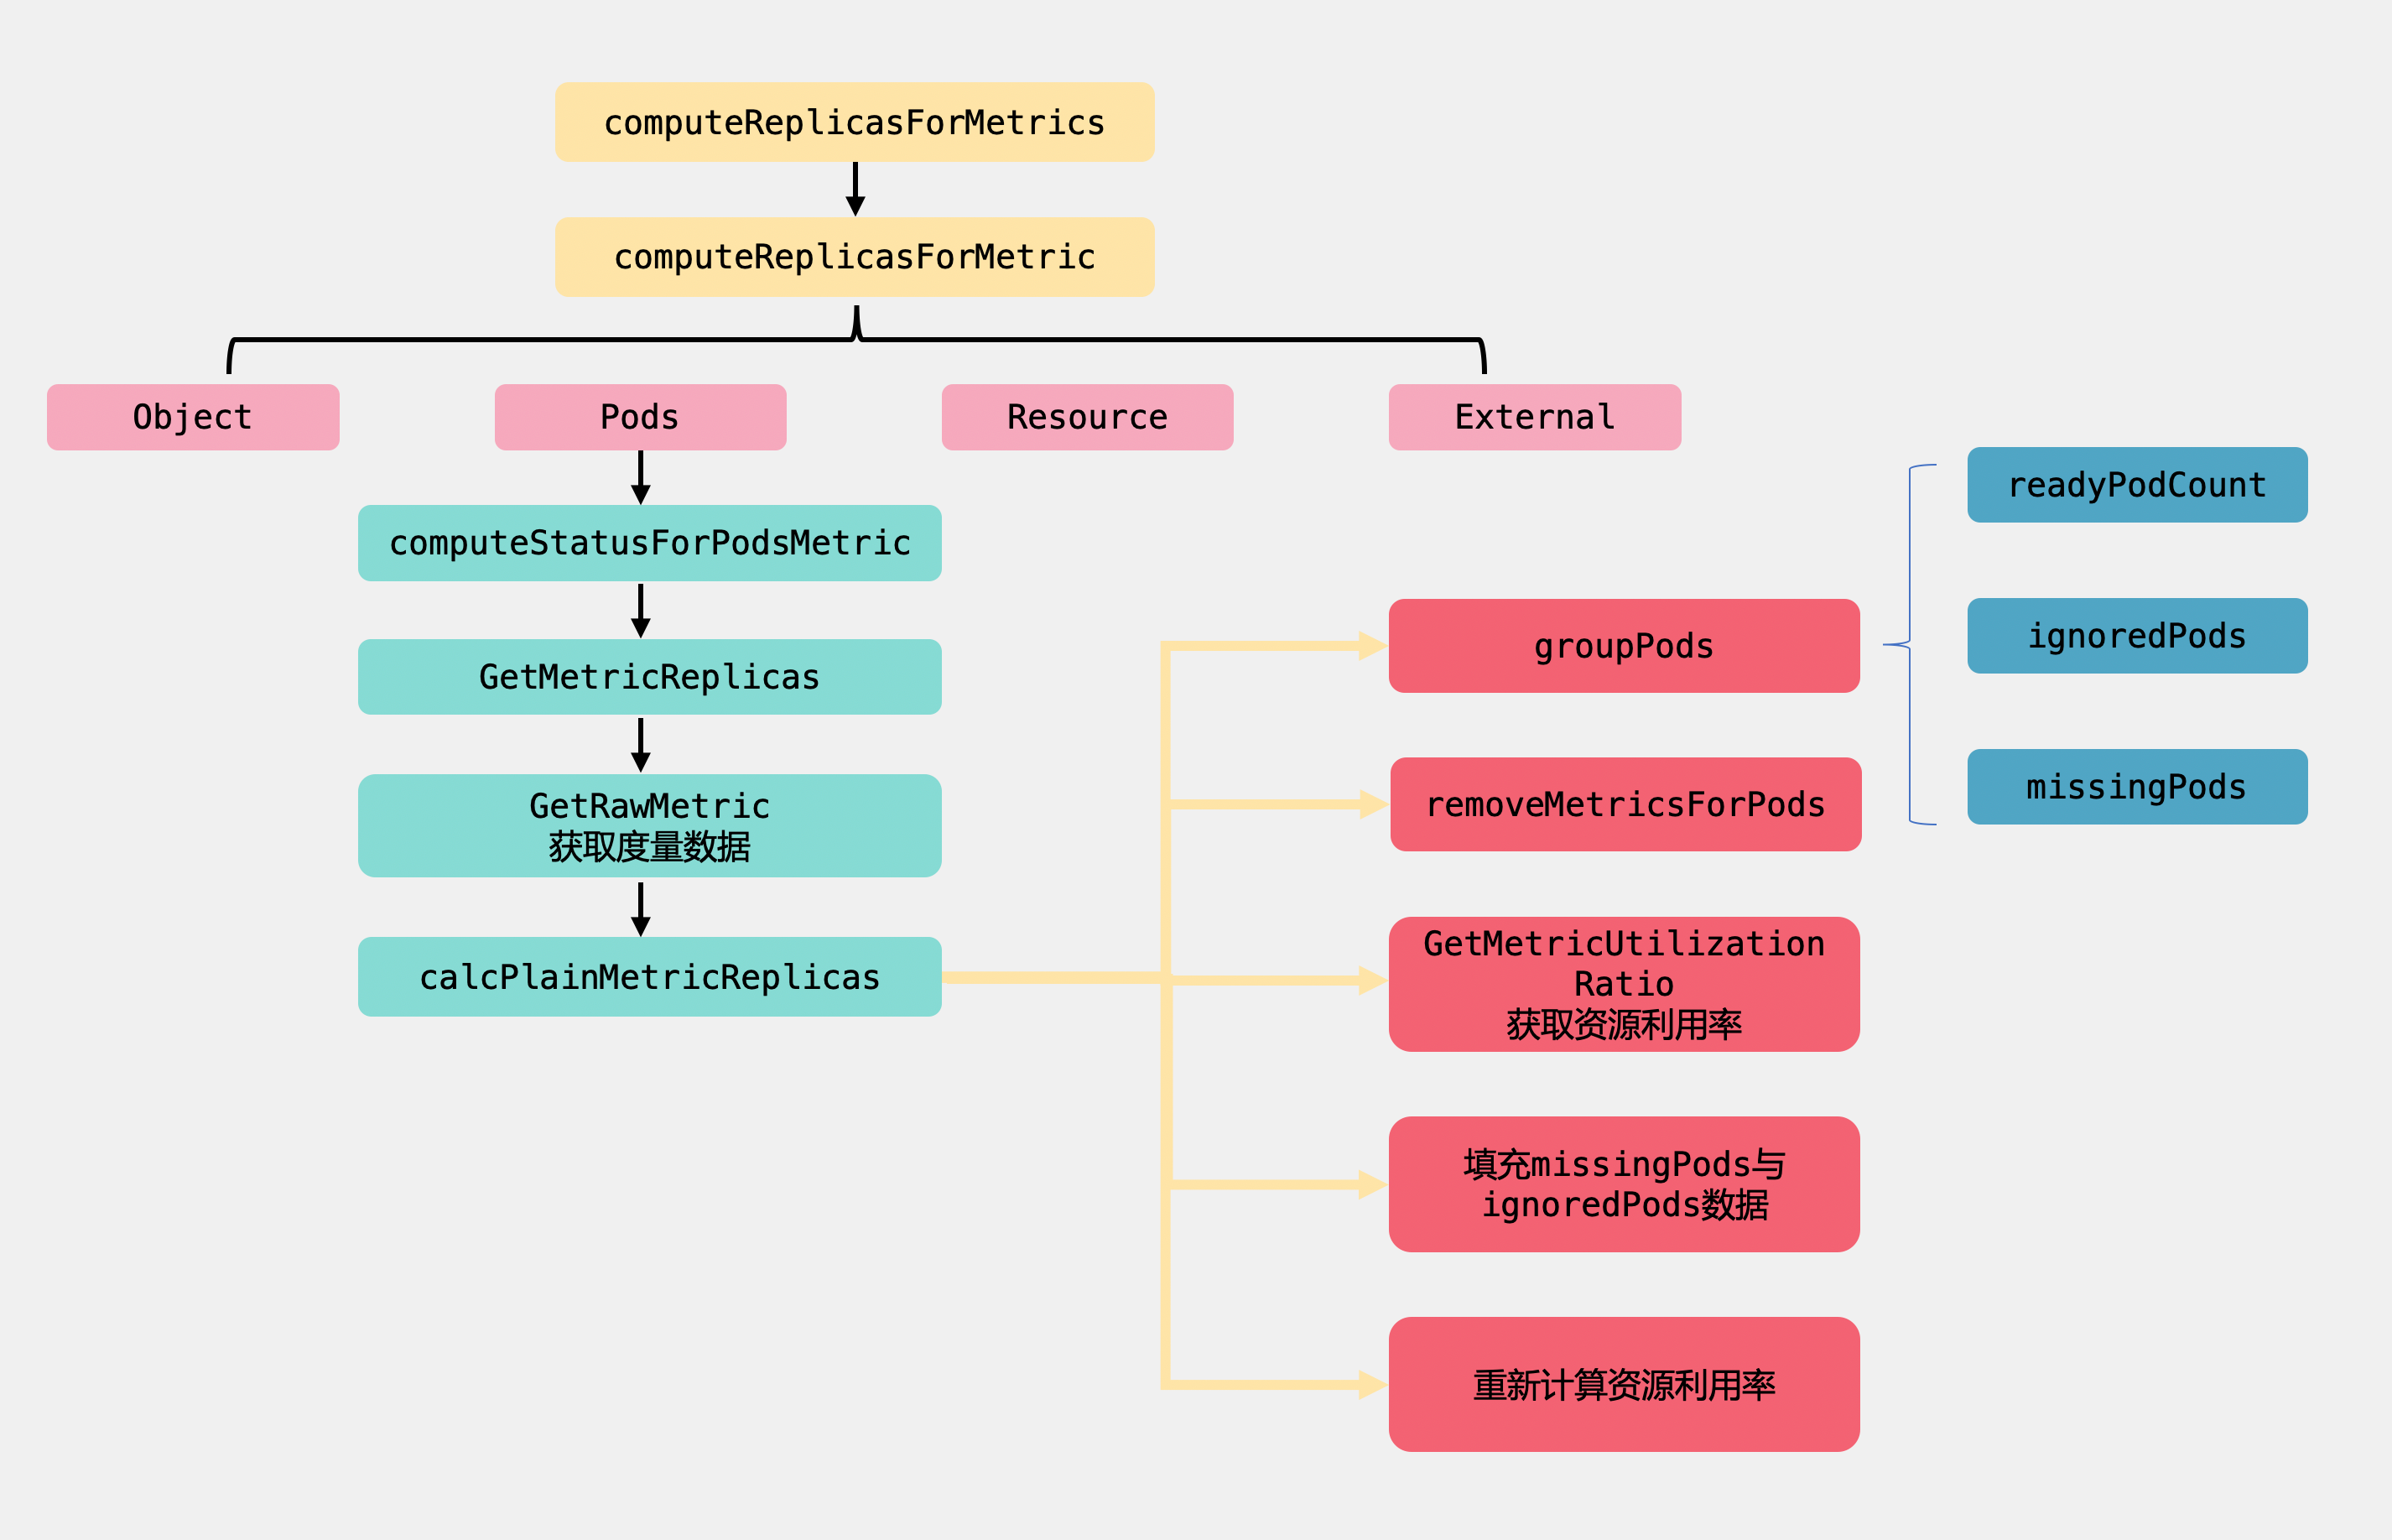 computeReplicasForMetrics
computeReplicasForMetric
Object
Pods
Resource
External
computeStatusForPodsMetric
GetMetricReplicas
GetRawMetric
获取度量数据
calcPlainMetricReplicas
groupPods
removeMetricsForPods
GetMetricUtilization
Ratio
获取资源利用率
填充missingPods与
ignoredPods数据
重新计算资源利用率
readyPodCount
ignoredPods
missingPods